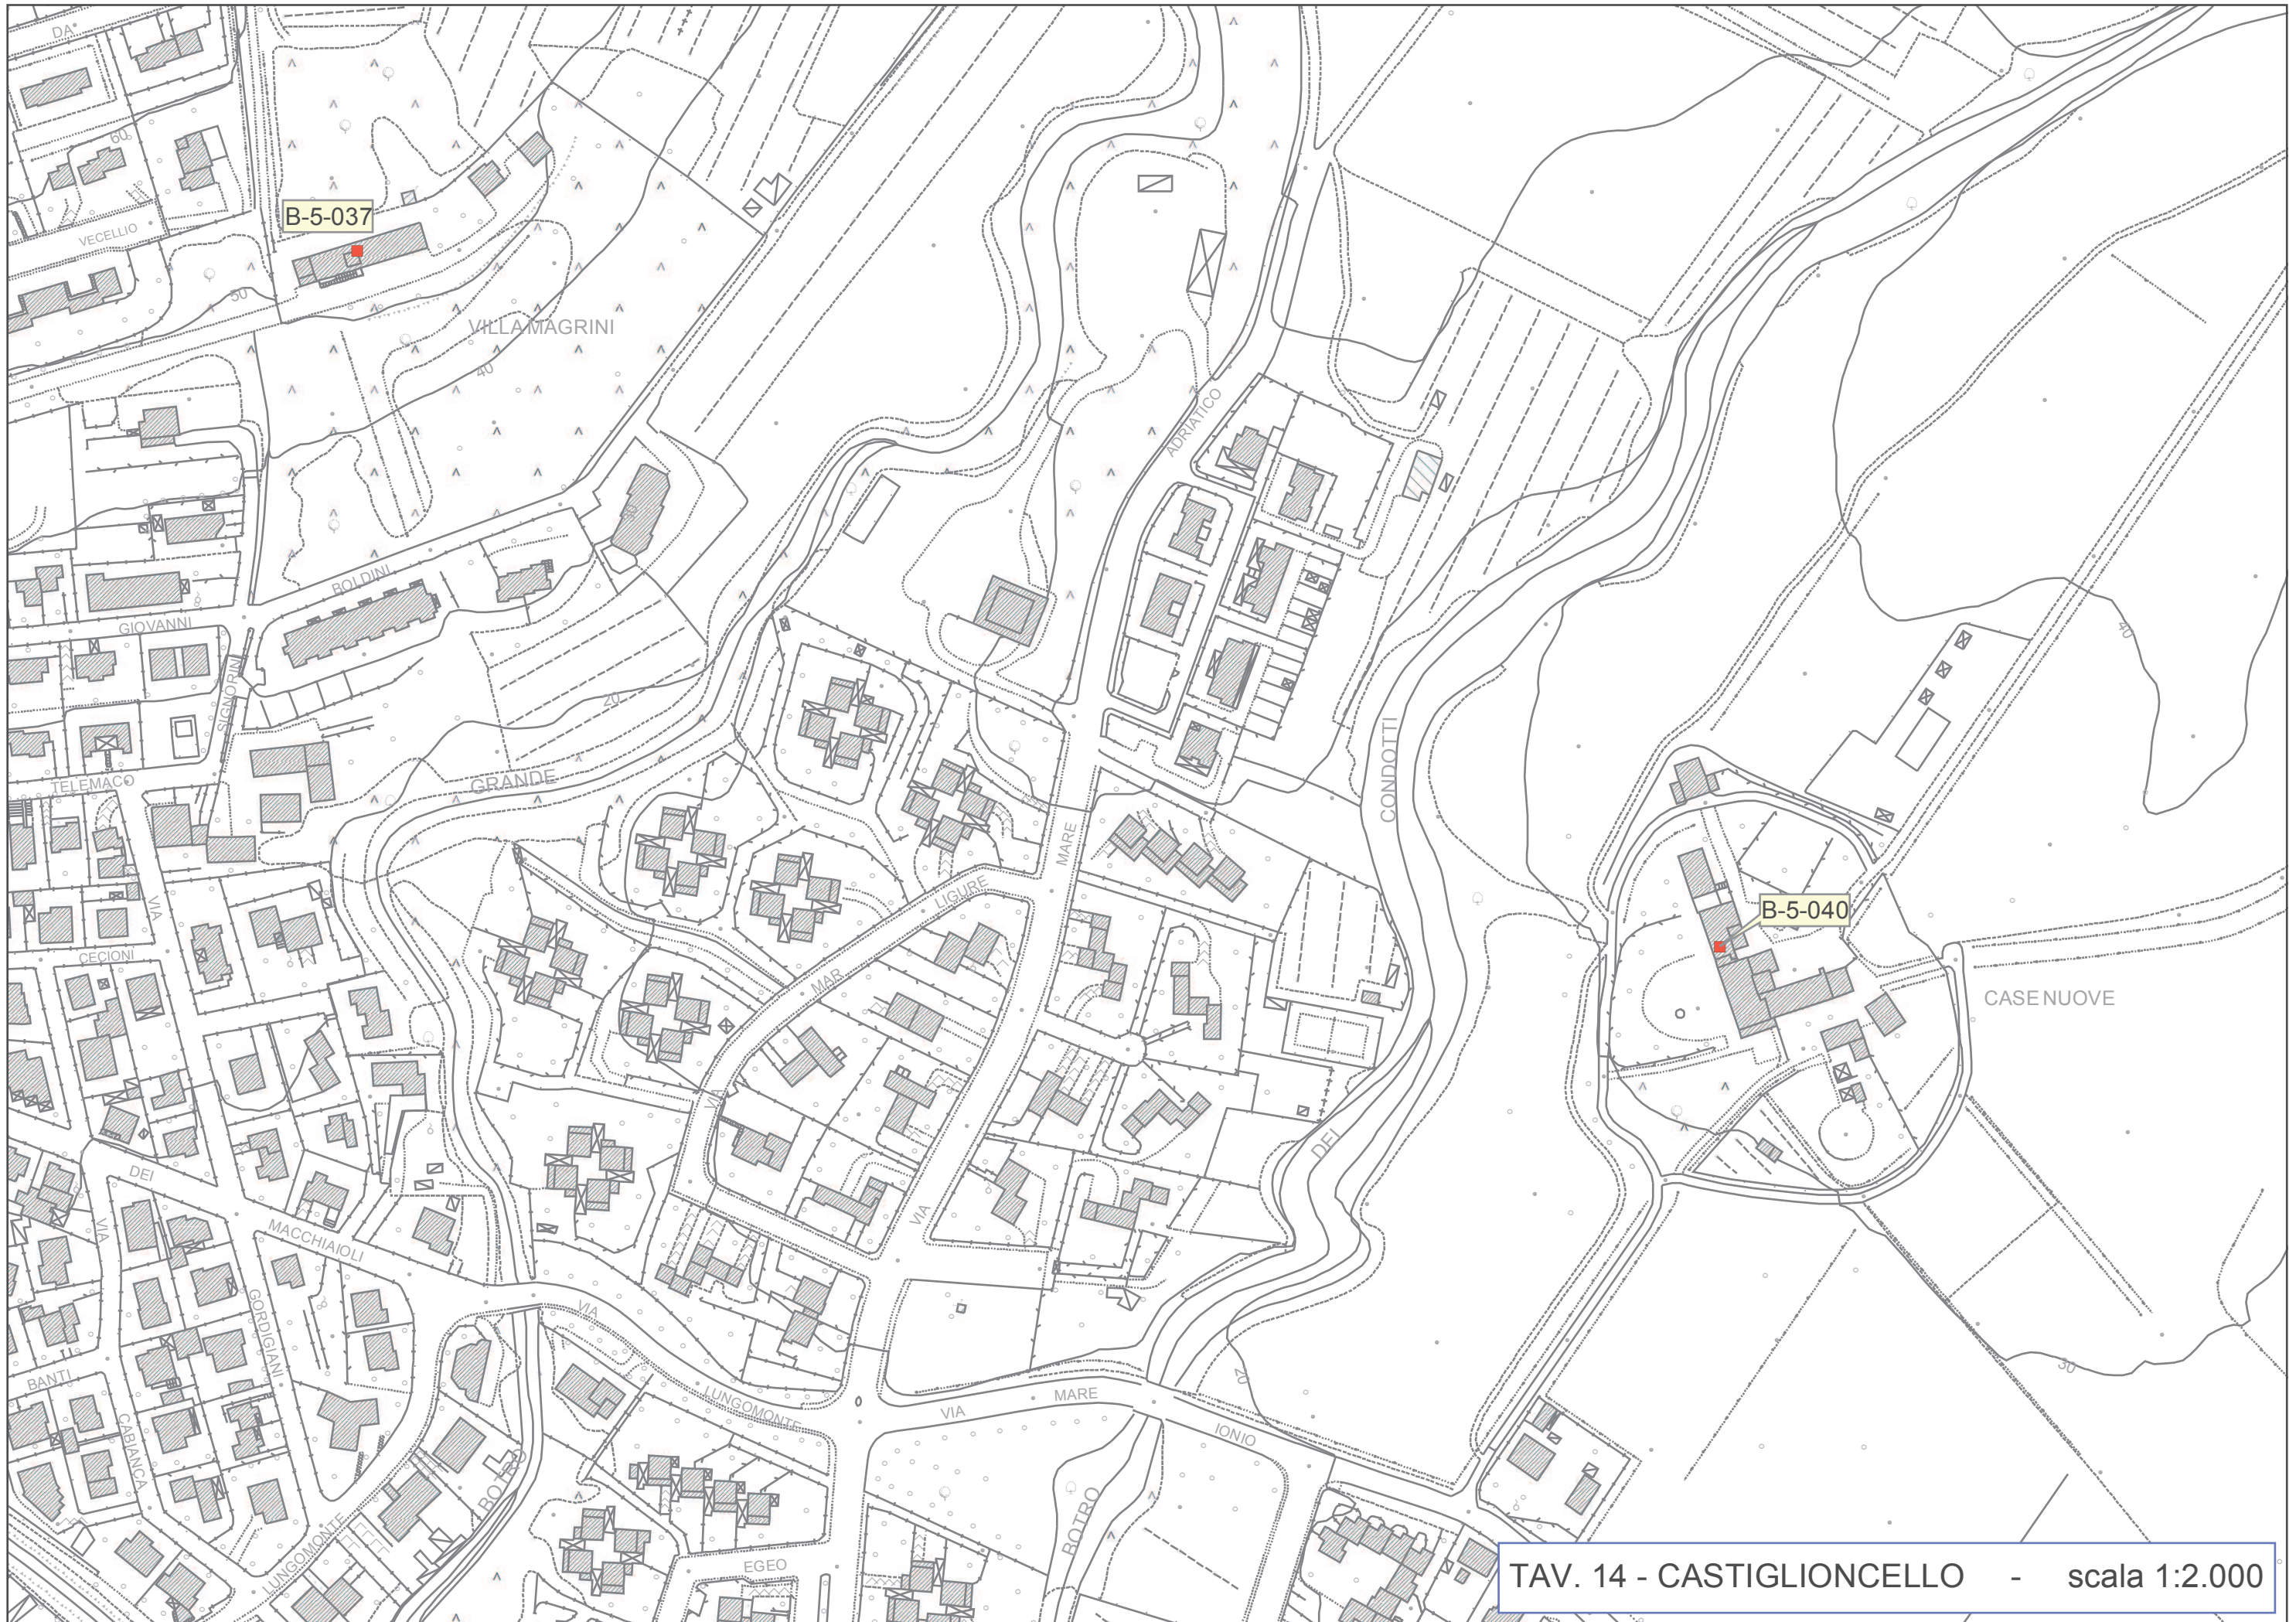 DA
60
B-5-037
VECELLIO
50
VILLA MAGRINI
40
ADRIATICO
30
BOLDINI
GIOVANNI
SIGNORINI
20
40
TELEMACO
GRANDE
CONDOTTI
MARE
LIGURE
VIA
B-5-040
CECIONI
MAR
CASE NUOVE
VIA
DEI
DEI
VIA
VIA
MACCHIAIOLI
VIA
GORDIGIANI
BANTI
CABIANCA
LUNGOMONTE
VIA
MARE
IONIO
20
30
BOTRO
BOTRO
LUNGOMONTE
EGEO
TAV. 14 - CASTIGLIONCELLO - scala 1:2.000